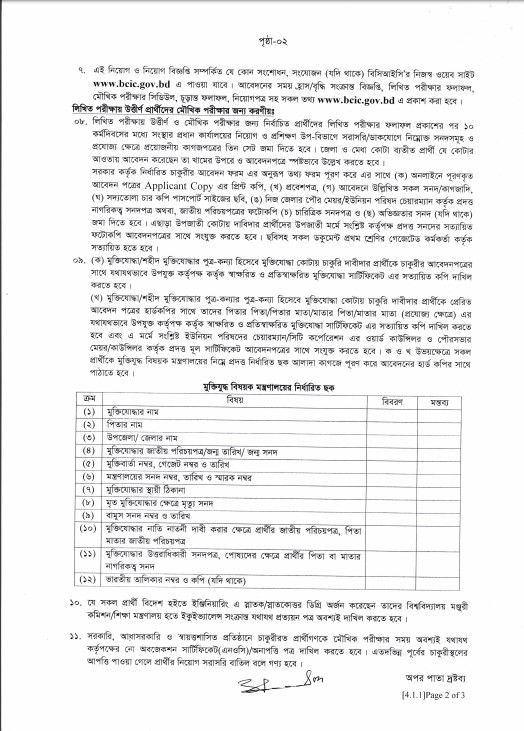 পৃষ্ঠা-০২
৭. এই নিয়োগ ও নিয়োগ বিজ্ঞপ্তি সম্পর্কিত যে কোন সংশোধন, সংযোজন (যদি থাকে) বিসিআইসি'র নিজস্ব ওয়েব সাইট
www.bcic.gov.bd এ পাওয়া যাবে। আবেদনের সময় হ্রাস/বৃদ্ধি সংক্রান্ত বিজ্ঞপ্তি, লিখিত পরীক্ষার ফলাফল,
মৌখিক পরীক্ষার সিডিউল, চূড়ান্ত ফলাফল, নিয়োগপত্র সহ সকল তথ্য www.bcic.gov.bd এ প্রকাশ করা হবে।
লিখিত পরীক্ষায় উত্তীর্ণ প্রার্থীদের মৌখিক পরীক্ষার জন্য করণীয়ঃ
০৮. লিখিত পরীক্ষায় উত্তীর্ণ ও মৌখিক পরীক্ষার জন্য নির্বাচিত প্রার্থীদের লিখিত পরীক্ষার ফলাফল প্রকাশের পর ১০
কর্মদিবসের মধ্যে সংস্থার প্রধান কার্যালয়ের নিয়োগ ও প্রশিক্ষণ উপ-বিভাগে সরাসরি/ডাকযোগে নিম্নোক্ত সনদসমূহ ও
প্রযোজ্য ক্ষেত্রে প্রয়োজনীয় কাগজপত্রের তিন সেট জমা দিতে হবে। জেলা ও মেধা কোটা ব্যতীত প্রার্থী যে কোটার
আওতায় আবেদন করেছেন তা খামের উপরে ও আবেদনপত্রে স্পষ্টভাবে উল্লেখ করতে হবে।
সরকার কর্তৃক নির্ধারিত চাকুরীর আবেদন ফরম এর অনুরূপ তথ্য ফরম পূরণ করে এর সাথে (ক) অনলাইনে পূরণকৃত
আবেদন পত্রের Applicant Copy এর প্রিন্ট কপি, (খ) প্রবেশপত্র, (গ) আবেদনে উল্লিখিত সকল সনদ/কাগজাদি,
(ঘ) সদ্যতোলা চার কপি পাসপোর্ট সাইজের ছবি, (ঙ) নিজ জেলার পৌর মেয়র/ইউনিয়ন পরিষদ চেয়ারম্যান কর্তৃক প্রদত্ত
নাগরিকত্ব সনদপত্র অথবা, জাতীয় পরিচয়পত্রের ফটোকপি (চ) চারিত্রিক সনদপত্র ও (ছ) অভিজ্ঞতার সনদ (যদি থাকে)
জমা দিতে হবে। এছাড়া উপজাতী কোটায় দাবিদার প্রার্থীদের উপজাতী মর্মে সংশ্লিষ্ট কর্তৃপক্ষ প্রদত্ত সনদের সত্যায়িত
ফটোকপি আবেদনপত্রের সাথে সংযুক্ত করতে হবে। ছবিসহ সকল ডকুমেন্ট প্রথম শ্রেণির গেজেটেড কর্মকর্তা কর্তৃক
সত্যায়িত হতে হবে।
০৯. (ক) মুক্তিযোদ্ধা/শহীদ মুক্তিযোদ্ধার পুত্র-কন্যা হিসেবে মুক্তিযোদ্ধা কোটায় চাকুরি দাবীদার প্রার্থীকে চাকুরীর আবেদনপত্রের
সাথে যথাযথভাবে উপযুক্ত কর্তৃপক্ষ কর্তৃক স্বাক্ষরিত ও প্রতিস্বাক্ষরিত মুক্তিযোদ্ধা সার্টিফিকেট এর সত্যায়িত কপি দাখিল
করতে হবে।
(খ) মুক্তিযোদ্ধা/শহীদ মুক্তিযোদ্ধার পুত্র-কন্যার পুত্র-কন্যা হিসেবে মুক্তিযোদ্ধা কোটায় চাকুরি দাবীদার প্রার্থীকে প্রেরিত
আবেদন পত্রের হার্ডকপির সাথে তাদের পিতার পিতা/পিতার মাতা/মাতার পিতা/মাতার মাতা (প্রযোজ্য ক্ষেত্রে) এর
যথাযথভাবে উপযুক্ত কর্তৃপক্ষ কর্তৃক স্বাক্ষরিত ও প্রতিস্বাক্ষরিত মুক্তিযোদ্ধা সার্টিফিকেট এর সত্যায়িত কপি দাখিল করতে
হবে এবং এ মর্মে সংশ্লিষ্ট ইউনিয়ন পরিষদের চেয়ারম্যান/সিটি কর্পোরেশন এর ওয়ার্ড কাউন্সিলর ও পৌরসভার
মেয়র/কাউন্সিলর কর্তৃক প্রদত্ত মূল সার্টিফিকেট আবেদনপত্রের সাথে সংযুক্ত করতে হবে। ক ও খ উভয়ক্ষেত্রে সকল
প্রার্থীকে মুক্তিযুদ্ধ বিষয়ক মন্ত্রণালয়ের নিম্নে প্রদত্ত নির্ধারিত ছক আলাদা কাগজে পূরণ করে আবেদনের হার্ড কপির সাথে
পাঠাতে হবে।
মুক্তিযুদ্ধ বিষয়ক মন্ত্রণালয়ের নির্ধারিত ছক
ক্রম বিষয় বিবরণ মন্তব্য
(১) মুক্তিযোদ্ধার নাম
(২) পিতার নাম
(৩) উপজেলা/ জেলার নাম
(৪) মুক্তিযোদ্ধার জাতীয় পরিচয়পত্র/জন্ম তারিখ/ জন্ম সনদ
(৫) মুক্তিবার্তা নম্বর, গেজেট নম্বর ও তারিখ
(৬) মন্ত্রণালয়ের সনদ নম্বর, তারিখ ও স্মারক নম্বর
(৭) মুক্তিযোদ্ধার স্থায়ী ঠিকানা
(৮) মৃত মুক্তিযোদ্ধার ক্ষেত্রে মৃত্যু সনদ
(৯) বামুস সনদ নম্বর ও তারিখ
(১০) মুক্তিযোদ্ধার নাতি নাতনী দাবী করার ক্ষেত্রে প্রার্থীর জাতীয় পরিচয়পত্র, পিতা
মাতার জাতীয় পরিচয়পত্র
(১১) মুক্তিযোদ্ধার উত্তরাধিকারী সনদপত্র, পোষ্যদের ক্ষেত্রে প্রার্থীর পিতা বা মাতার
নাগরিকত্ব সনদ
(১২) ভারতীয় তালিকার নম্বর ও কপি (যদি থাকে)
১০. যে সকল প্রার্থী বিদেশ হইতে ইঞ্জিনিয়ারিং এ স্নাতক/স্নাতকোত্তর ডিগ্রি অর্জন করেছেন তাদের বিশ্ববিদ্যালয় মঞ্জুরী
কমিশন/শিক্ষা মন্ত্রণালয় হতে ইকুইভ্যালেন্স সংক্রান্ত যথাযথ প্রত্যয়ন পত্র অবশ্যই দাখিল করতে হবে।
১১. সরকারি, আধাসরকারি ও স্বায়ত্তশাসিত প্রতিষ্ঠানে চাকুরীরত প্রার্থীগণকে মৌখিক পরীক্ষার সময় অবশ্যই যথাযথ
কর্তৃপক্ষের নো অবজেকশন সার্টিফিকেট(এনওসি)/অনাপত্তি পত্র দাখিল করতে হবে। এতদভিন্ন পূর্বের চাকুরীস্থলের
আপত্তি পাওয়া গেলে প্রার্থীর নিয়োগ সরাসরি বাতিল বলে গণ্য হবে।
অপর পাতা দ্রষ্টব্য
[4.1.1]Page 2 of 3